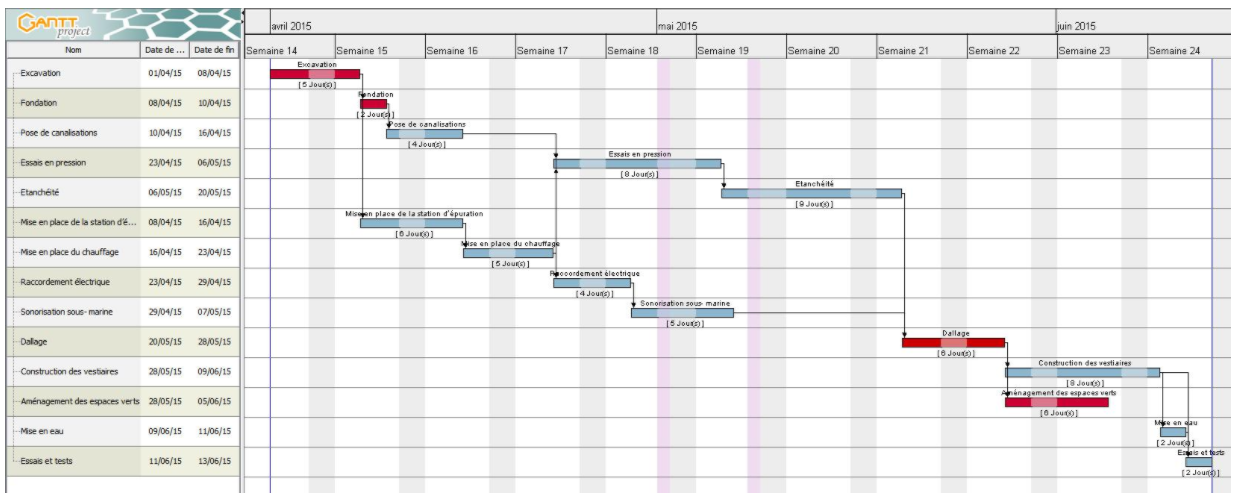 GANTT
project
avril 2015 mai 2015 juin 2015
Nom Date de ... Date de fin Semaine 14 Semaine 15 Semaine 16 Semaine 17 Semaine 18 Semaine 19 Semaine 20 Semaine 21 Semaine 22 Semaine 23 Semaine 24
Excavation 01/04/15 08/04/15
Excavation
[ 5 Jour(s) ]
Fondation 08/04/15 10/04/15
Fondation
[ 2 Jour(s) ]
Pose de canalisations 10/04/15 16/04/15
Pose de canalisations
[ 4 Jour(s) ]
Essais en pression 23/04/15 06/05/15
Essais en pression
[ 8 Jour(s) ]
Etanchéité 06/05/15 20/05/15
Etanchéité
[ 9 Jour(s) ]
Mise en place de la station d'é... 08/04/15 16/04/15
Mise en place de la station d'épuration
[ 6 Jour(s) ]
Mise en place du chauffage 16/04/15 23/04/15
Mise en place du chauffage
[ 5 Jour(s) ]
Raccordement électrique 23/04/15 29/04/15
Raccordement électrique
[ 4 Jour(s) ]
Sonorisation sous- marine 29/04/15 07/05/15
Sonorisation sous- marine
[ 5 Jour(s) ]
Dallage 20/05/15 28/05/15
Dallage
[ 6 Jour(s) ]
Construction des vestiaires 28/05/15 09/06/15
Construction des vestiaires
[ 8 Jour(s) ]
Aménagement des espaces verts 28/05/15 05/06/15
Aménagement des espaces verts
[ 6 Jour(s) ]
Mise en eau 09/06/15 11/06/15
Mise en eau
[ 2 Jour(s) ]
Essais et tests 11/06/15 13/06/15
Essais et tests
[ 2 Jour(s) ]